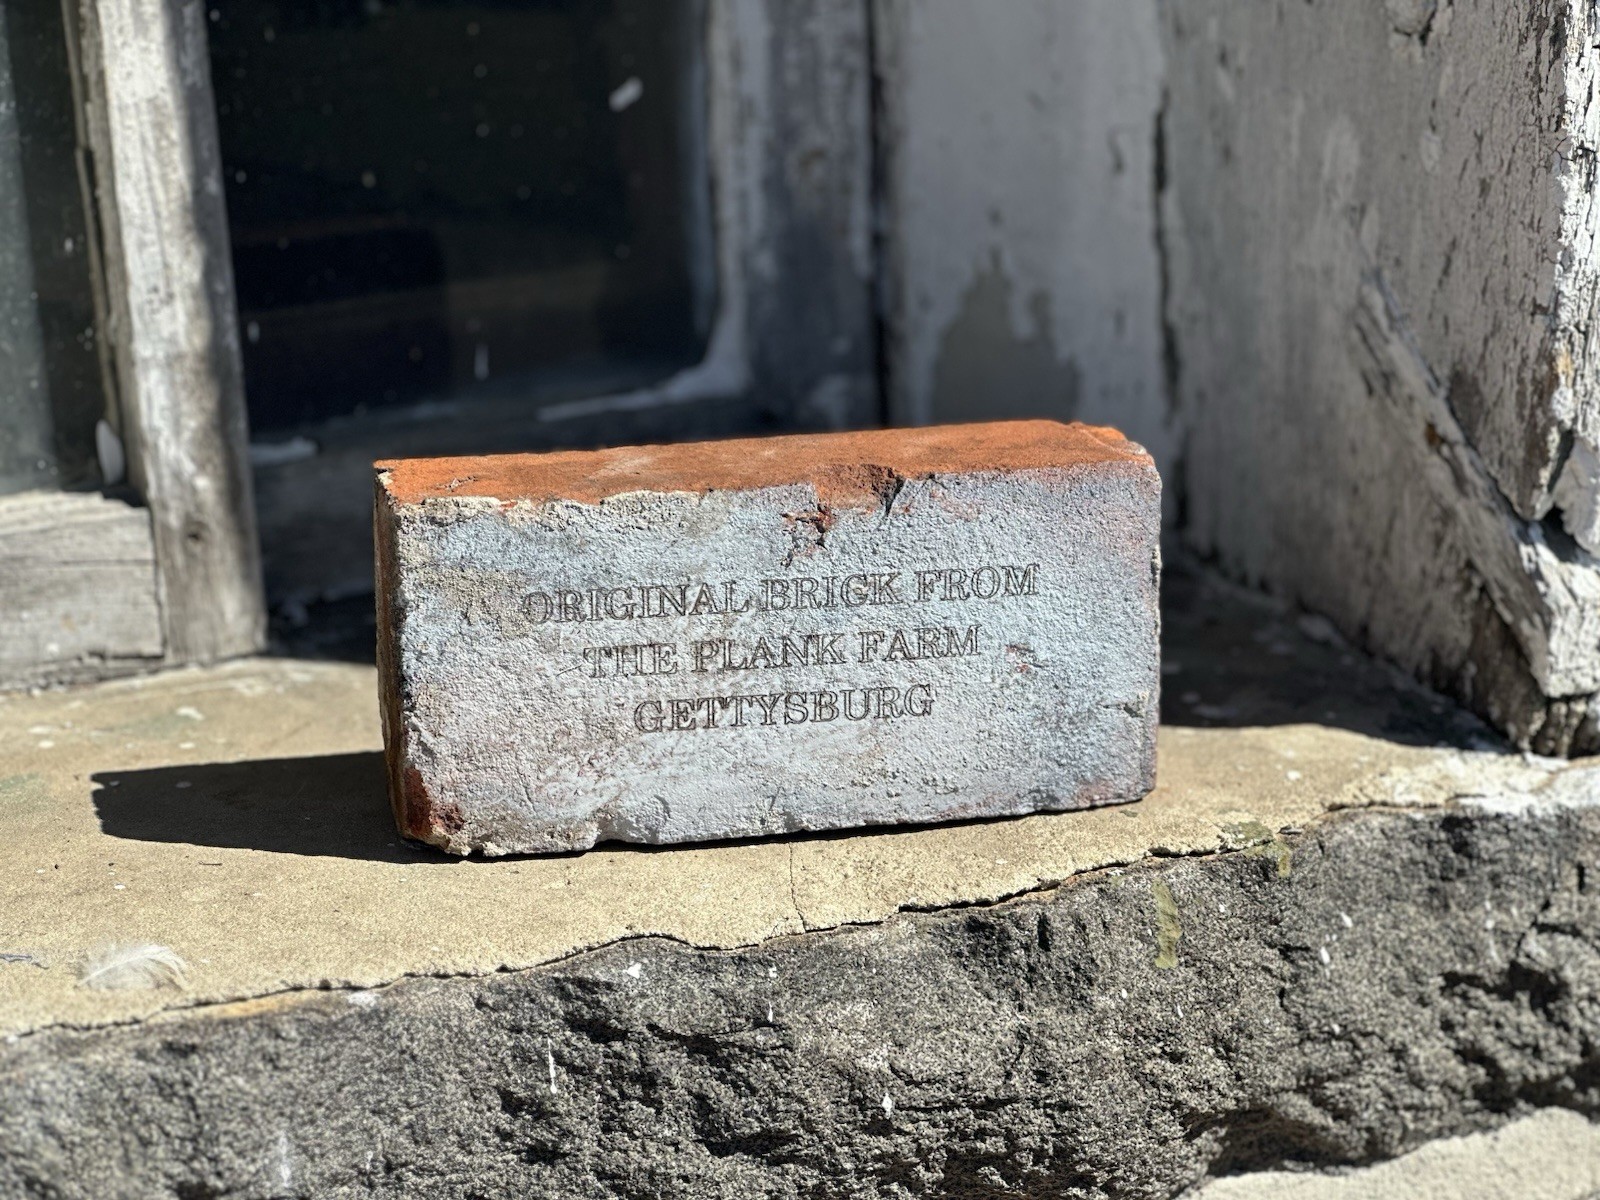 ORIGINAL BRICK FROM
THE PLANK FARM
GETTYSBURG